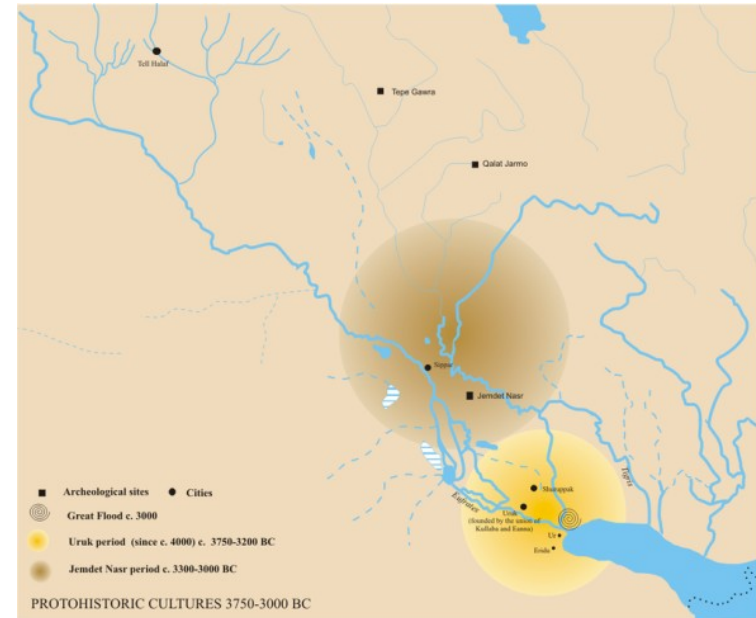 Tell Halaf
Tepe Gawra
Qalat Jarmo
Sippar
Jemdet Nasr
Shuruppak
Uruk
(founded by the union of
Kullaba and Eanna)
Ur
Eridu
Eufrates
Tigris
Archeological sites
Cities
Great Flood c. 3000
Uruk period (since c. 4000) c. 3750-3200 BC
Jemdet Nasr period c. 3300-3000 BC
PROTOHISTORIC CULTURES 3750-3000 BC